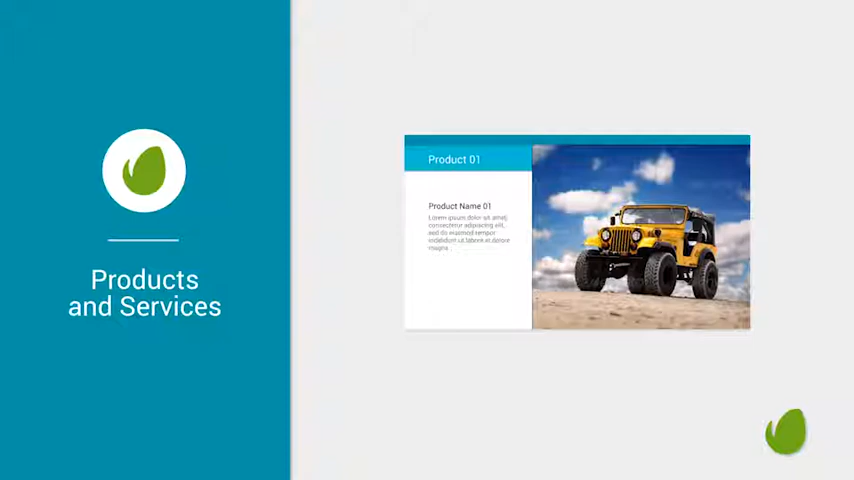 Products
and Services
Product 01
Product Name 01
Lorem ipsum dolor sit amet,
consectetur adipiscing elit,
sed do eiusmod tempor
incididunt ut labore et dolore
magna